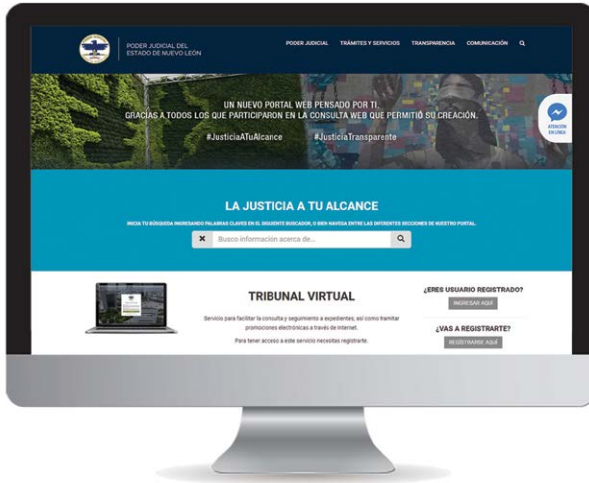 PODER JUDICIAL DEL
ESTADO DE NUEVO LEÓN
PODER JUDICIAL TRÁMITES Y SERVICIOS TRANSPARENCIA COMUNICACIÓN
UN NUEVO PORTAL WEB PENSADO POR TI.
GRACIAS A TODOS LOS QUE PARTICIPARON EN LA CONSULTA WEB QUE PERMITIÓ SU CREACIÓN.
#JusticiaATuAlcance #JusticiaTransparente
ATENCIÓN
EN LÍNEA
LA JUSTICIA A TU ALCANCE
INICIA TU BÚSQUEDA INGRESANDO PALABRAS CLAVES EN EL SIGUIENTE BUSCADOR, O BIEN NAVEGA ENTRE LAS DIFERENTES SECCIONES DE NUESTRO PORTAL.
Busco información acerca de...
TRIBUNAL VIRTUAL
Servicio para facilitar la consulta y seguimiento a expedientes, así como tramitar
promociones electrónicas a través de internet.
Para tener acceso a este servicio necesitas registrarte.
¿ERES USUARIO REGISTRADO?
INGRESAR AQUÍ
¿VAS A REGISTRARTE?
REGÍSTRARSE AQUÍ